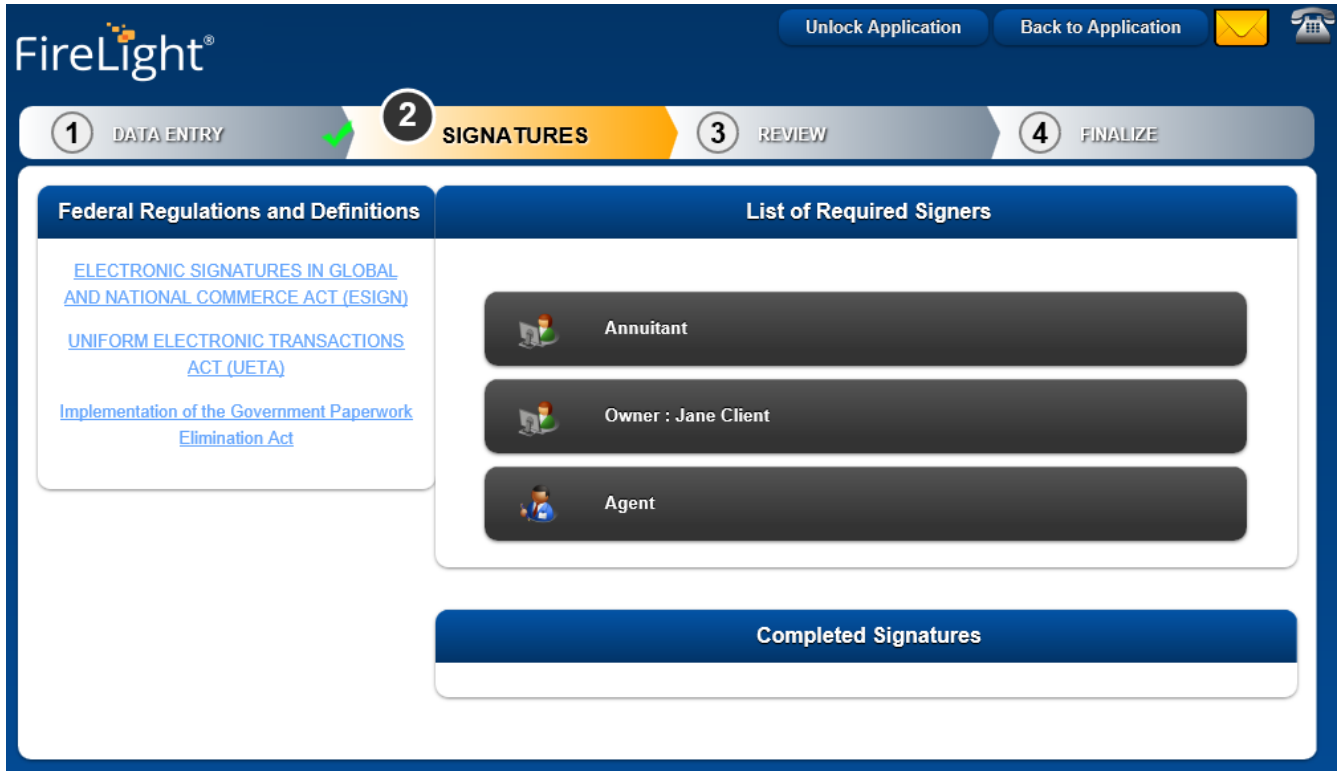 Unlock Application
Back to Application
FireLight®
1 DATA ENTRY
2 SIGNATURES
3 REVIEW
4 FINALIZE
Federal Regulations and Definitions
ELECTRONIC SIGNATURES IN GLOBAL
AND NATIONAL COMMERCE ACT (ESIGN)
UNIFORM ELECTRONIC TRANSACTIONS
ACT (UETA)
Implementation of the Government Paperwork
Elimination Act
List of Required Signers
Annuitant
Owner : Jane Client
Agent
Completed Signatures